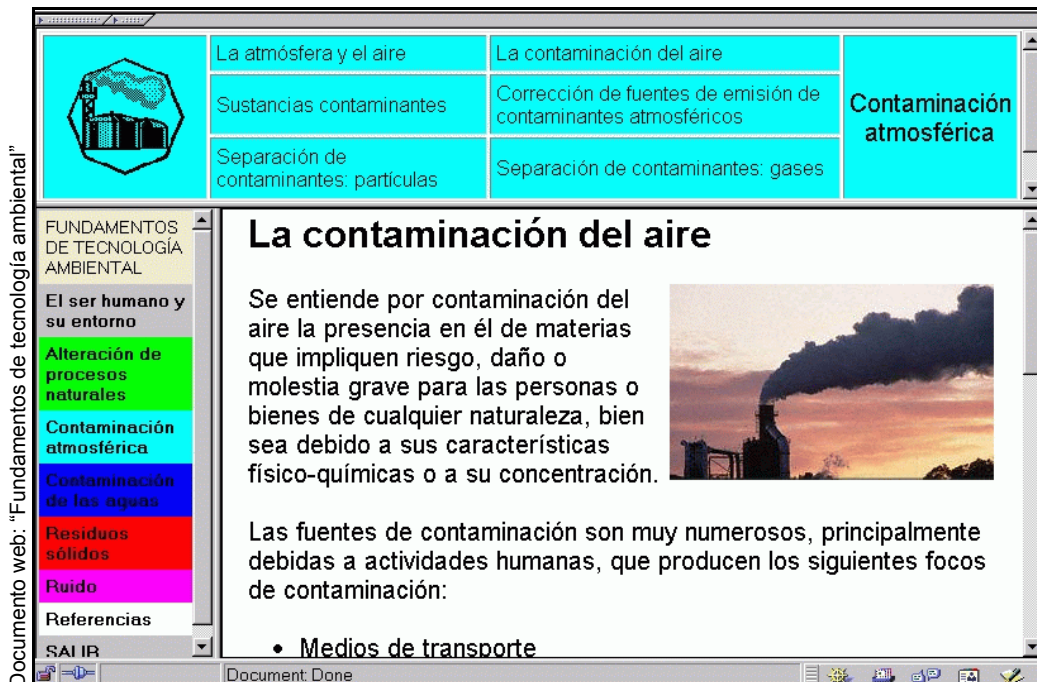 Documento web: “Fundamentos de tecnología ambiental”
La atmósfera y el aire
La contaminación del aire
Sustancias contaminantes
Corrección de fuentes de emisión de
contaminantes atmosféricos
Separación de
contaminantes: partículas
Separación de contaminantes: gases
Contaminación
atmosférica
FUNDAMENTOS
DE TECNOLOGÍA
AMBIENTAL
El ser humano y
su entorno
Alteración de
procesos
naturales
Contaminación
atmosférica
Contaminación
de las aguas
Residuos
sólidos
Ruido
Referencias
SALIR
La contaminación del aire
Se entiende por contaminación del
aire la presencia en él de materias
que impliquen riesgo, daño o
molestia grave para las personas o
bienes de cualquier naturaleza, bien
sea debido a sus características
físico-químicas o a su concentración.
Las fuentes de contaminación son muy numerosos, principalmente
debidas a actividades humanas, que producen los siguientes focos
de contaminación:
• Medios de transporte
Document: Done